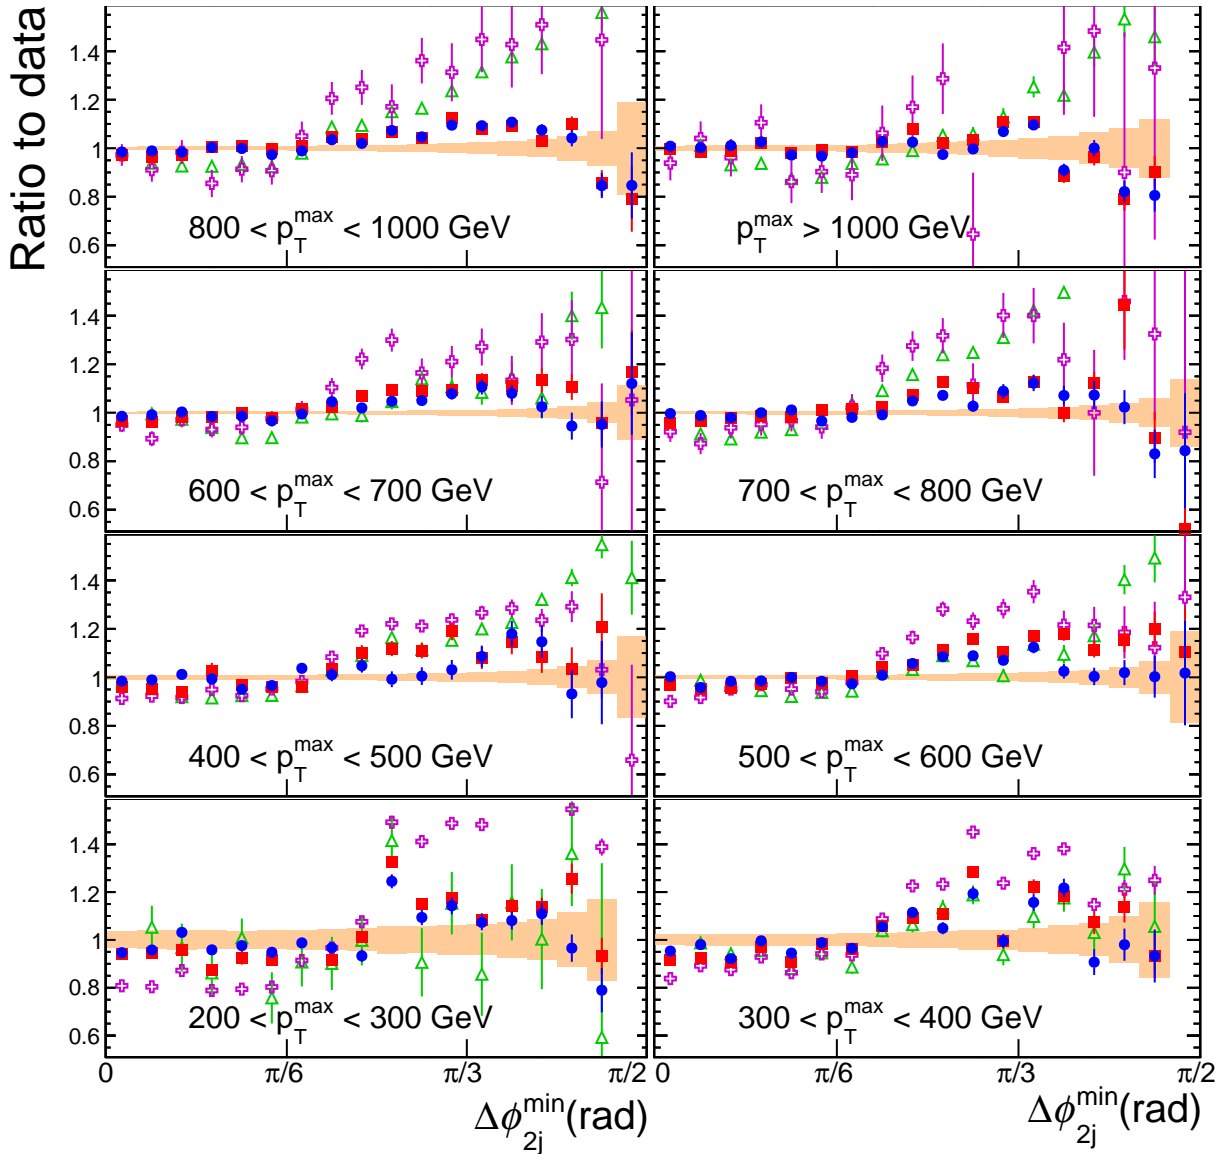 Ratio to data
1.4
1.2
1
0.8
0.6
800 < p_T^max < 1000 GeV
p_T^max > 1000 GeV
1.4
1.2
1
0.8
0.6
600 < p_T^max < 700 GeV
700 < p_T^max < 800 GeV
1.4
1.2
1
0.8
0.6
400 < p_T^max < 500 GeV
500 < p_T^max < 600 GeV
1.4
1.2
1
0.8
0.6
200 < p_T^max < 300 GeV
300 < p_T^max < 400 GeV
0 π/6 π/3 π/2
0 π/6 π/3 π/2
Δϕ_2j^min(rad)
Δϕ_2j^min(rad)